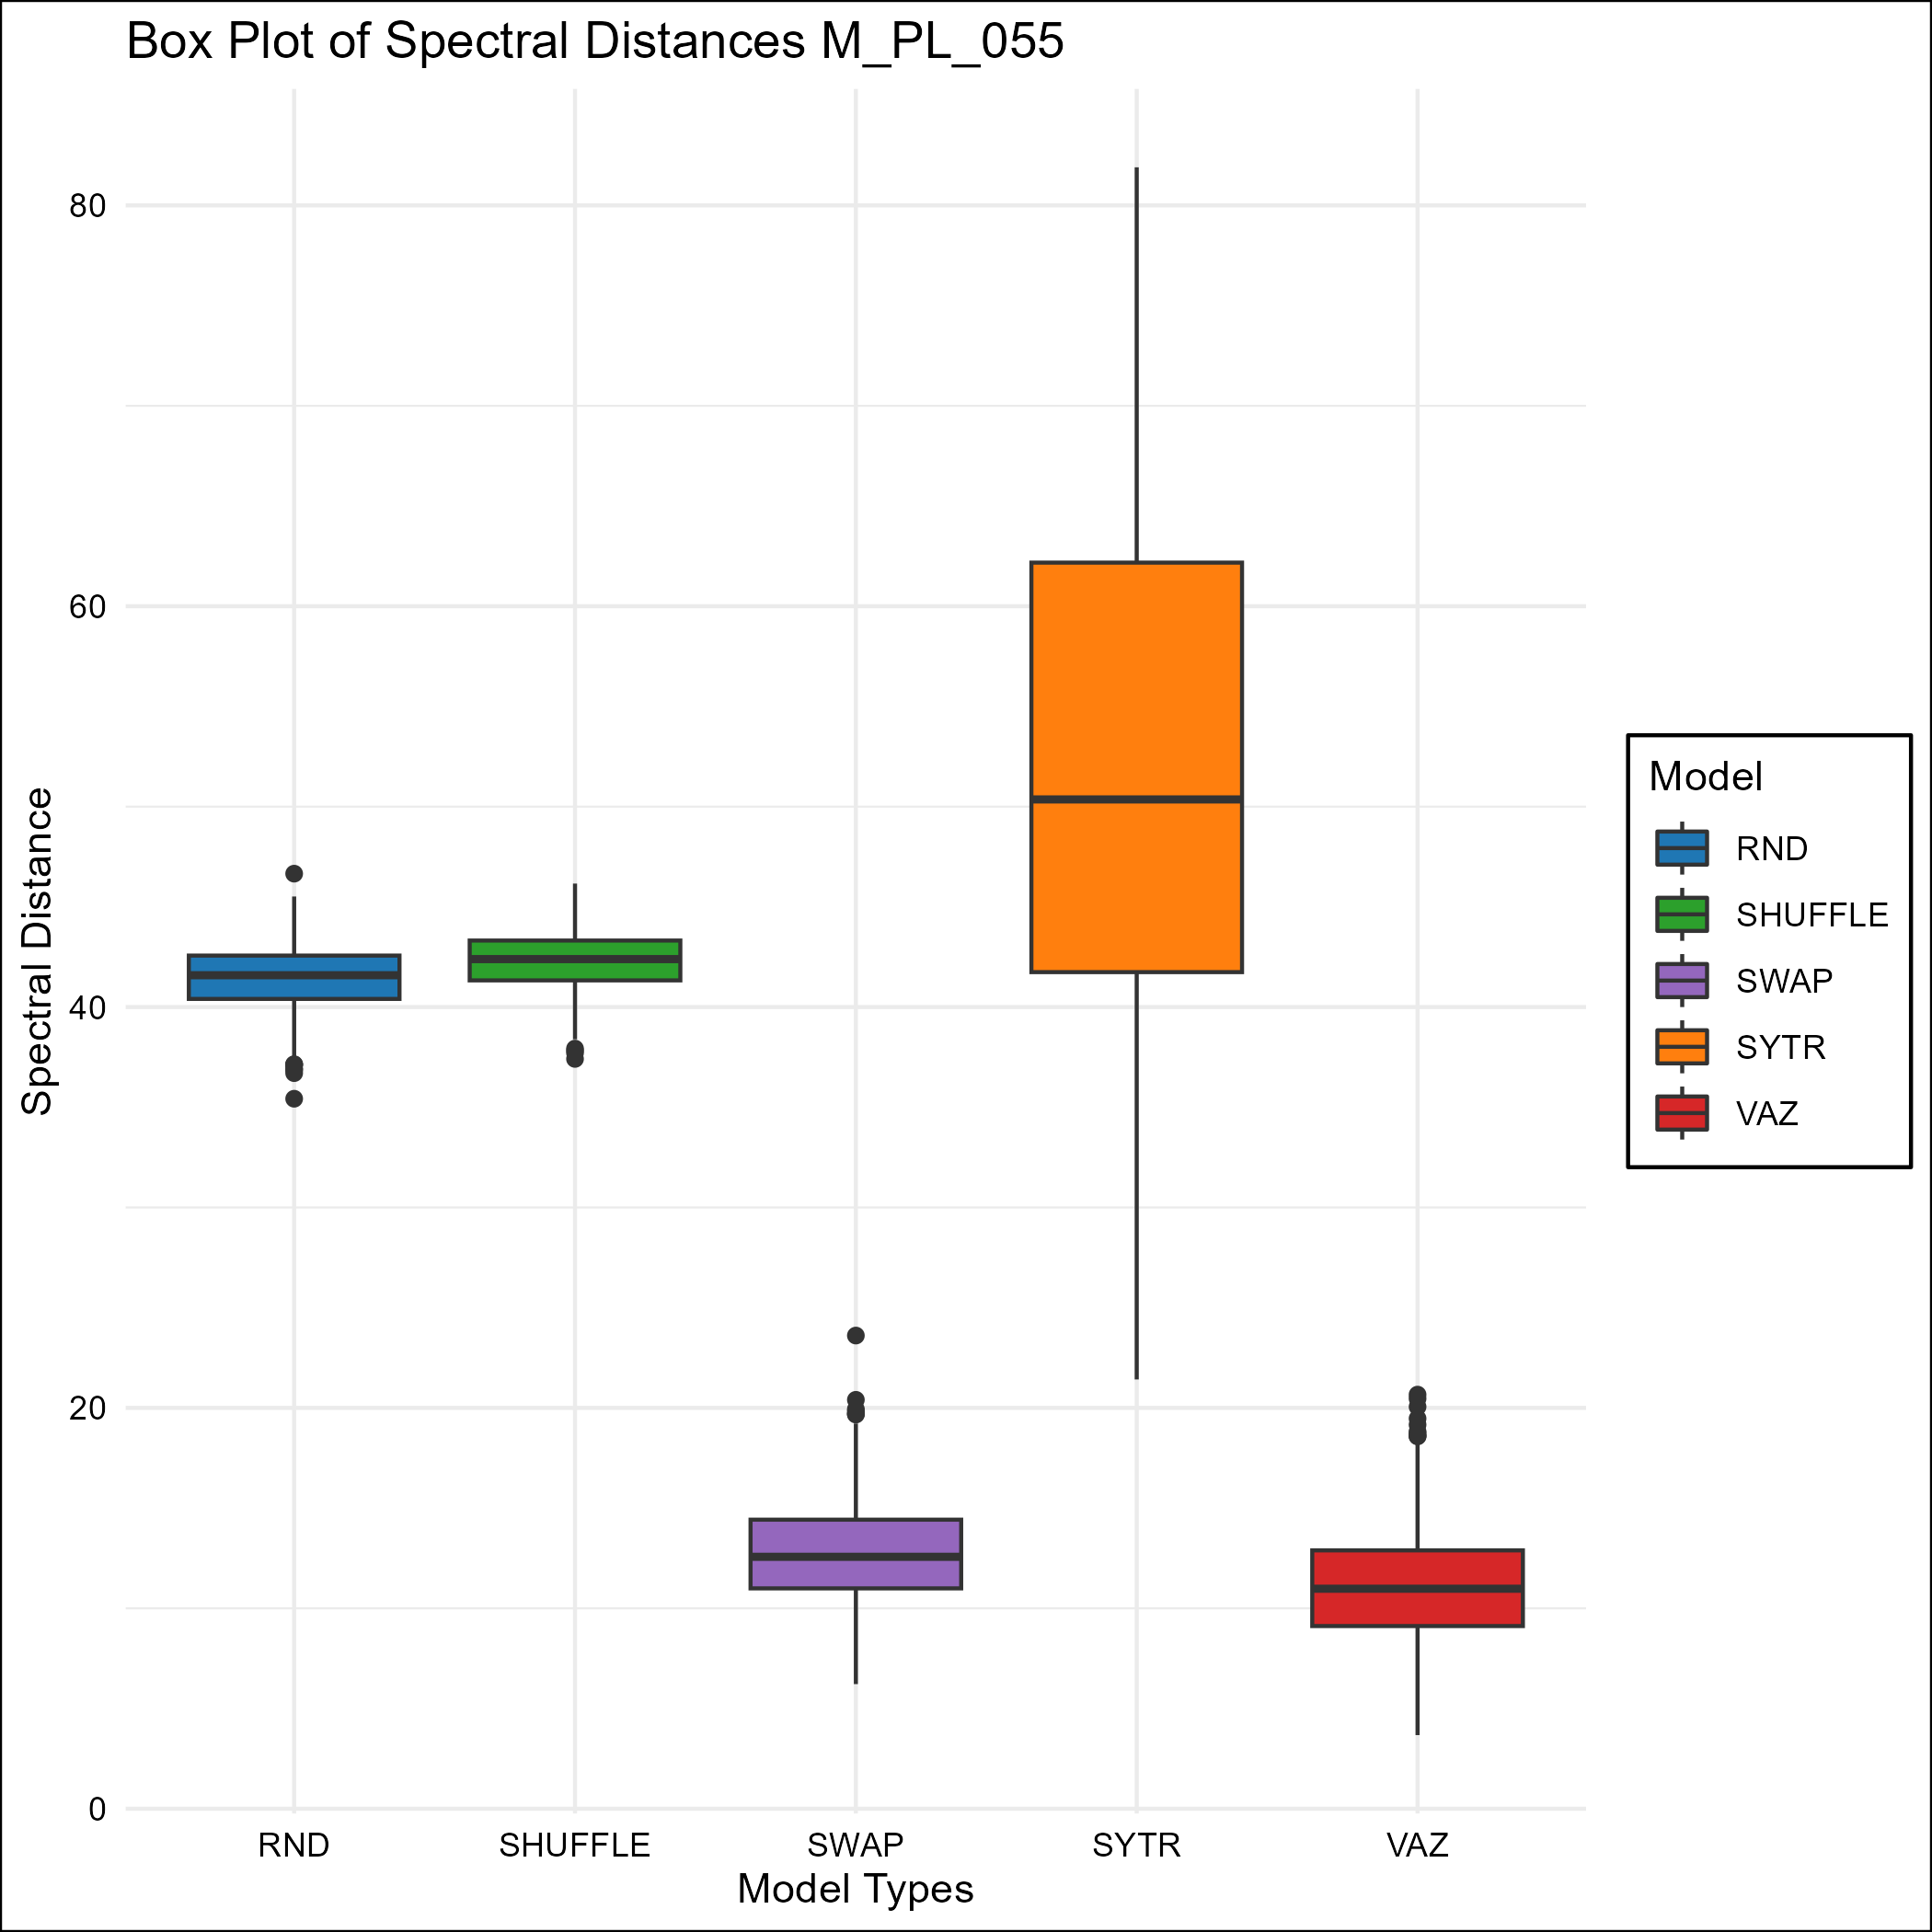 Box Plot of Spectral Distances M_PL_055
Spectral Distance
80
60
40
20
0
RND
SHUFFLE
SWAP
SYTR
VAZ
Model Types
Model
RND
SHUFFLE
SWAP
SYTR
VAZ